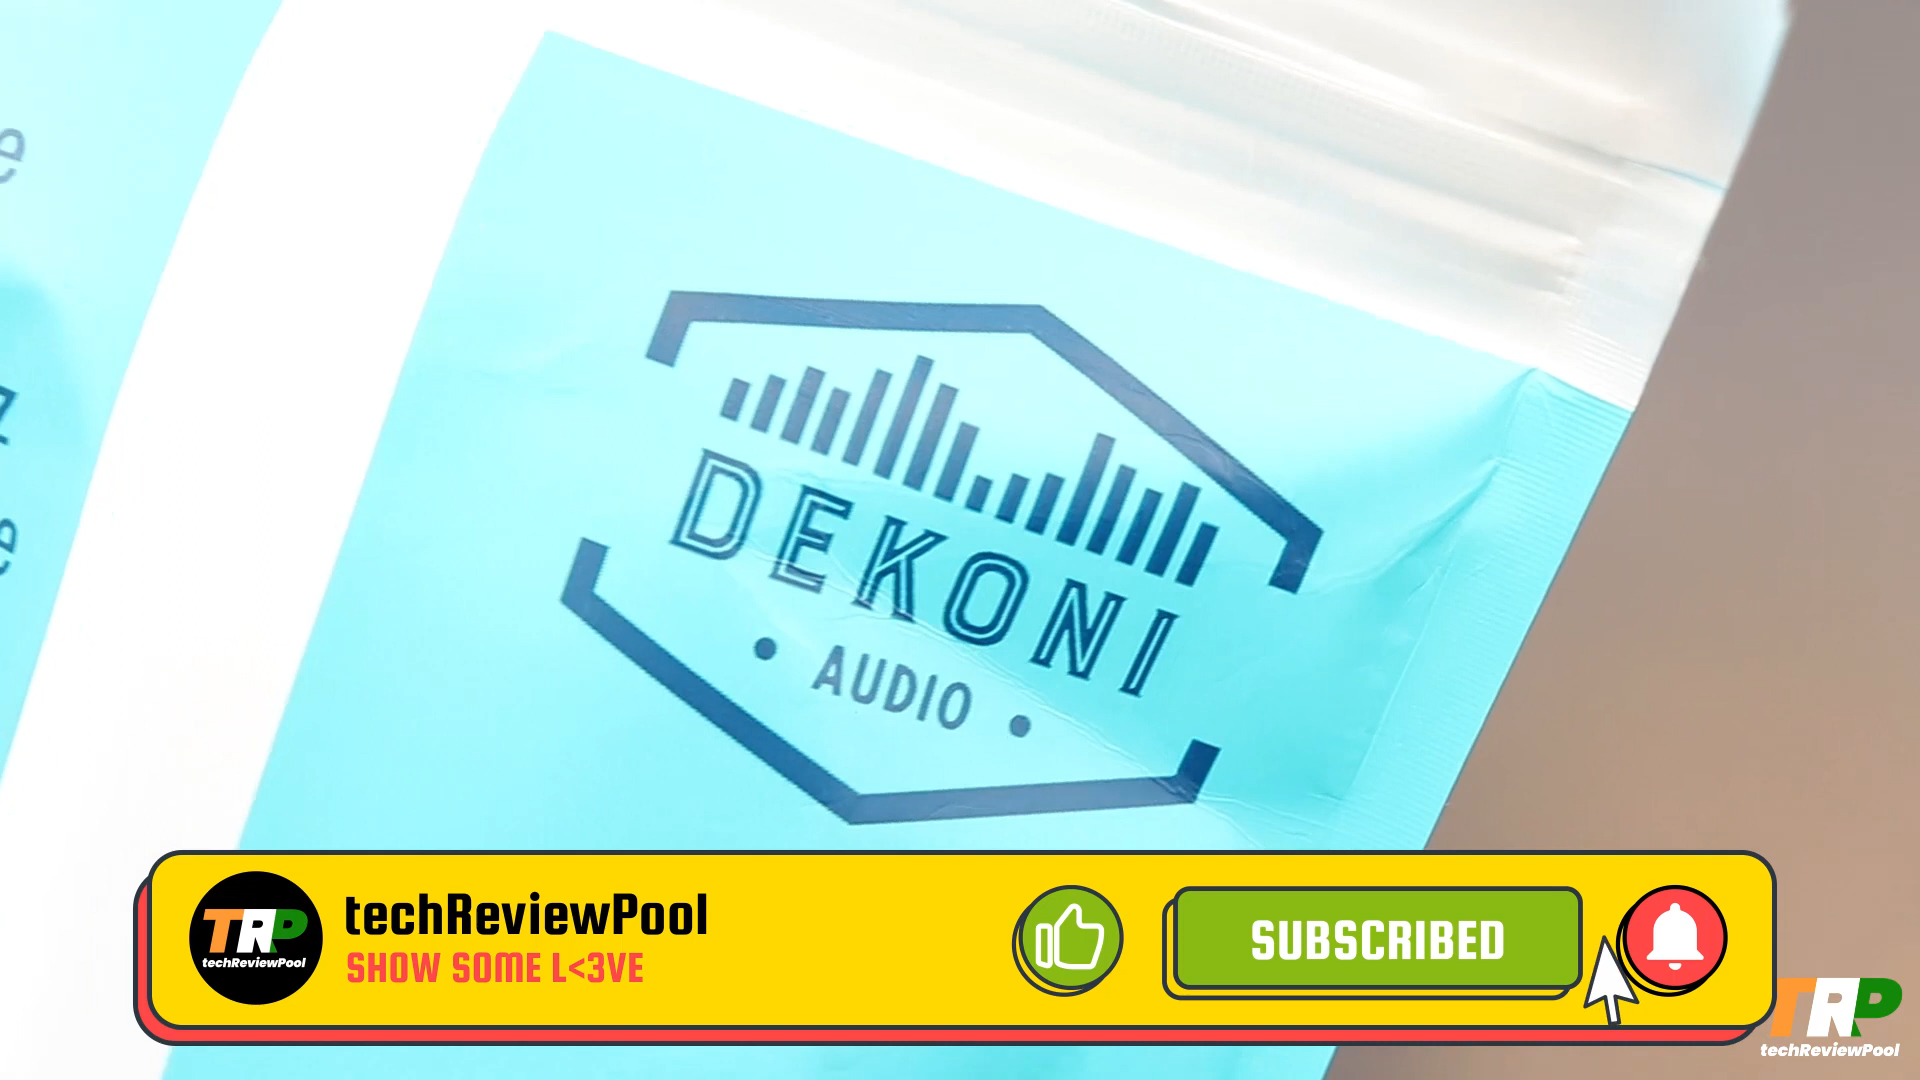 DEKONI
AUDIO
TRP
techReviewPool
techReviewPool
SHOW SOME L<3VE
SUBSCRIBED
TRP
techReviewPool